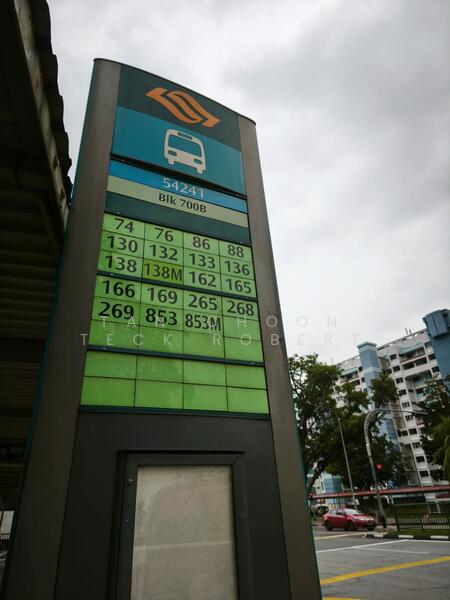 54241
Blk 700B
74 76 86 88
130 132 133 136
138 138M 162 165
166 169 265 268
269 853 853M
TAN HOON
TECK ROBERT